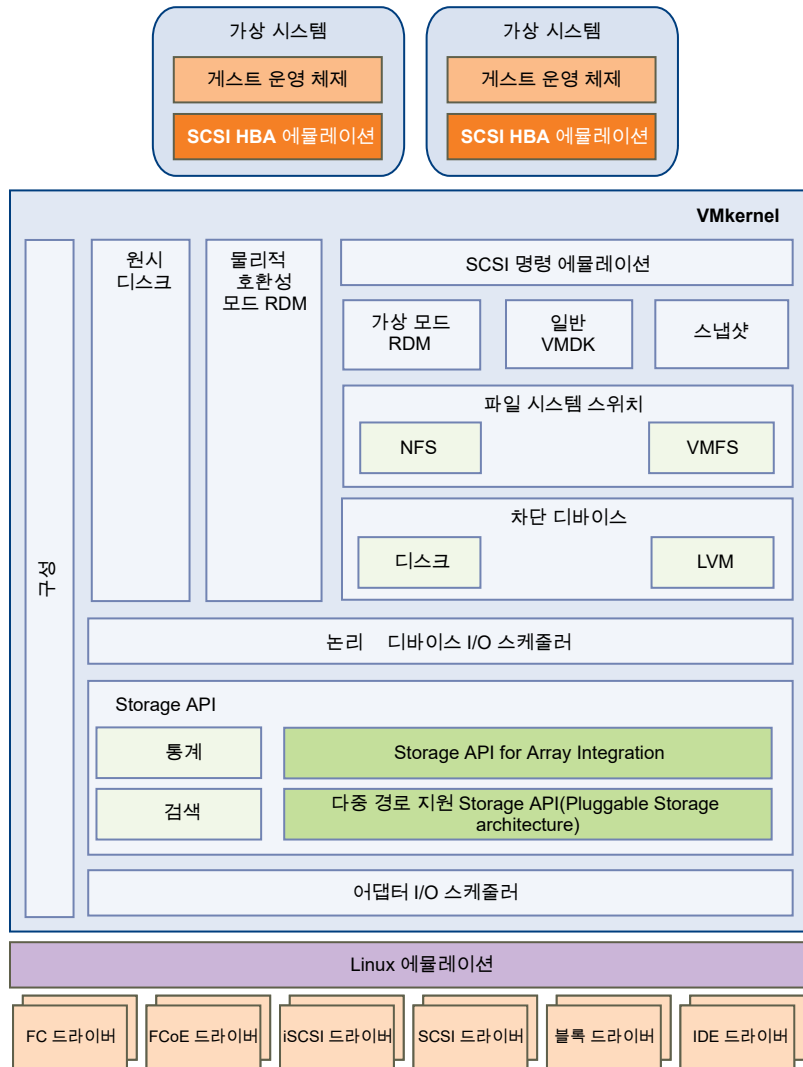 가상 시스템
게스트 운영 체제
SCSI HBA 에뮬레이션
가상 시스템
게스트 운영 체제
SCSI HBA 에뮬레이션
VMkernel
구성
원시
디스크
물리적
호환성
모드 RDM
SCSI 명령 에뮬레이션
가상 모드
RDM
일반
VMDK
스냅샷
파일 시스템 스위치
NFS
VMFS
차단 디바이스
디스크
LVM
논리 디바이스 I/O 스케줄러
Storage API
통계
Storage API for Array Integration
검색
다중 경로 지원 Storage API(Pluggable Storage
architecture)
어댑터 I/O 스케줄러
Linux 에뮬레이션
FC 드라이버
FCoE 드라이버
iSCSI 드라이버
SCSI 드라이버
블록 드라이버
IDE 드라이버